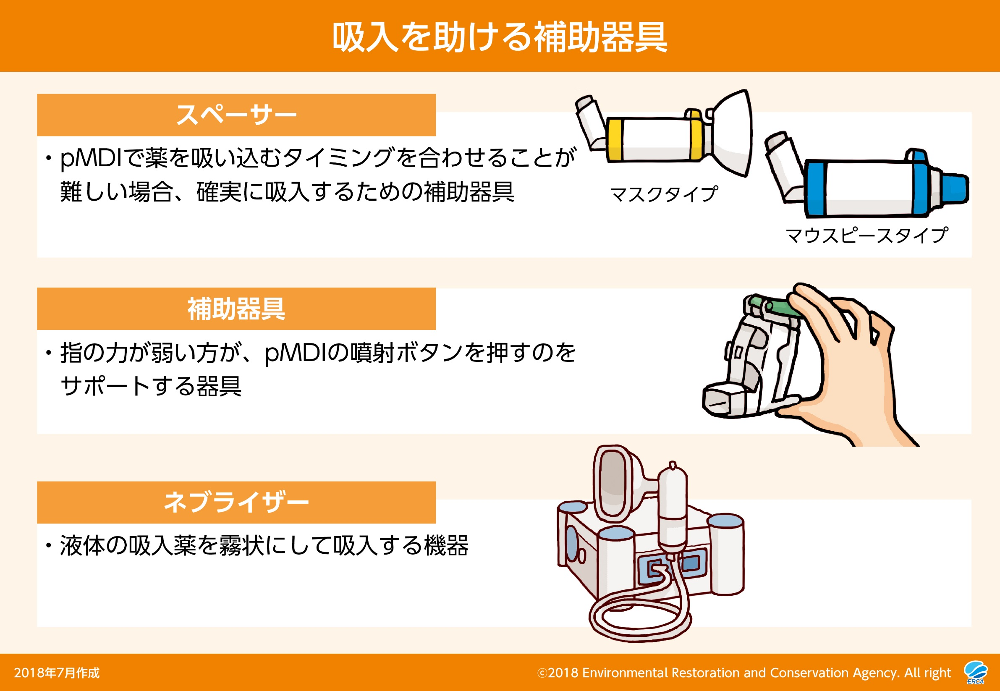 吸入を助ける補助器具
スペーサー
・pMDIで薬を吸い込むタイミングを合わせることが
難しい場合、確実に吸入するための補助器具
マスクタイプ
マウスピースタイプ
補助器具
・指の力が弱い方が、pMDIの噴射ボタンを押すのを
サポートする器具
ネブライザー
・液体の吸入薬を霧状にして吸入する機器
2018年7月作成
©2018 Environmental Restoration and Conservation Agency. All right
ERCA